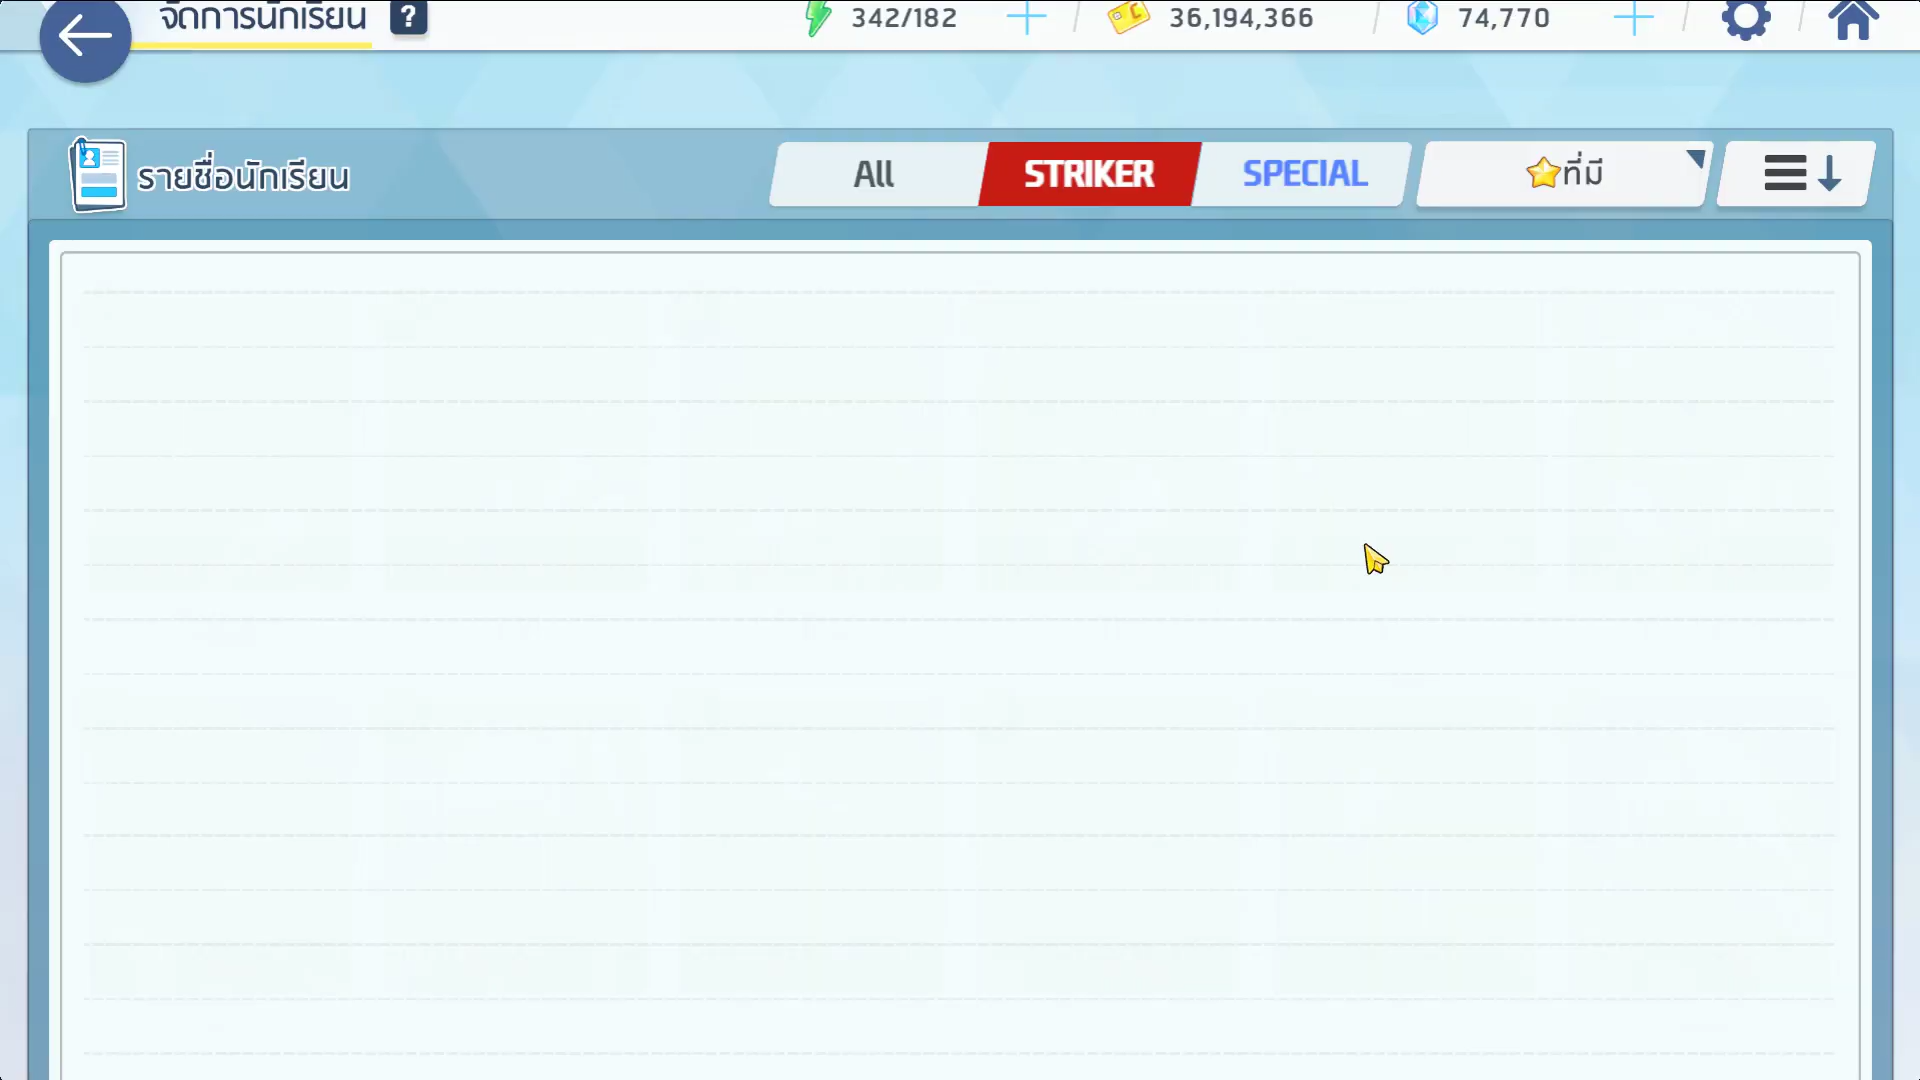 จัดการนักเรียน ? 342/182 36,194,366 74,770
รายชื่อนักเรียน All STRIKER SPECIAL ที่มี